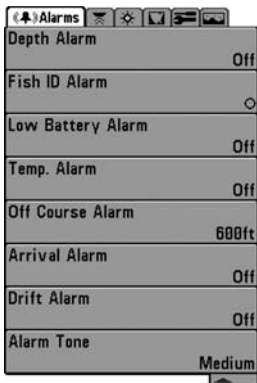 Alarms
Depth Alarm
Off
Fish ID Alarm
Low Battery Alarm
Off
Temp. Alarm
Off
Off Course Alarm
600ft
Arrival Alarm
Off
Drift Alarm
Off
Alarm Tone
Medium